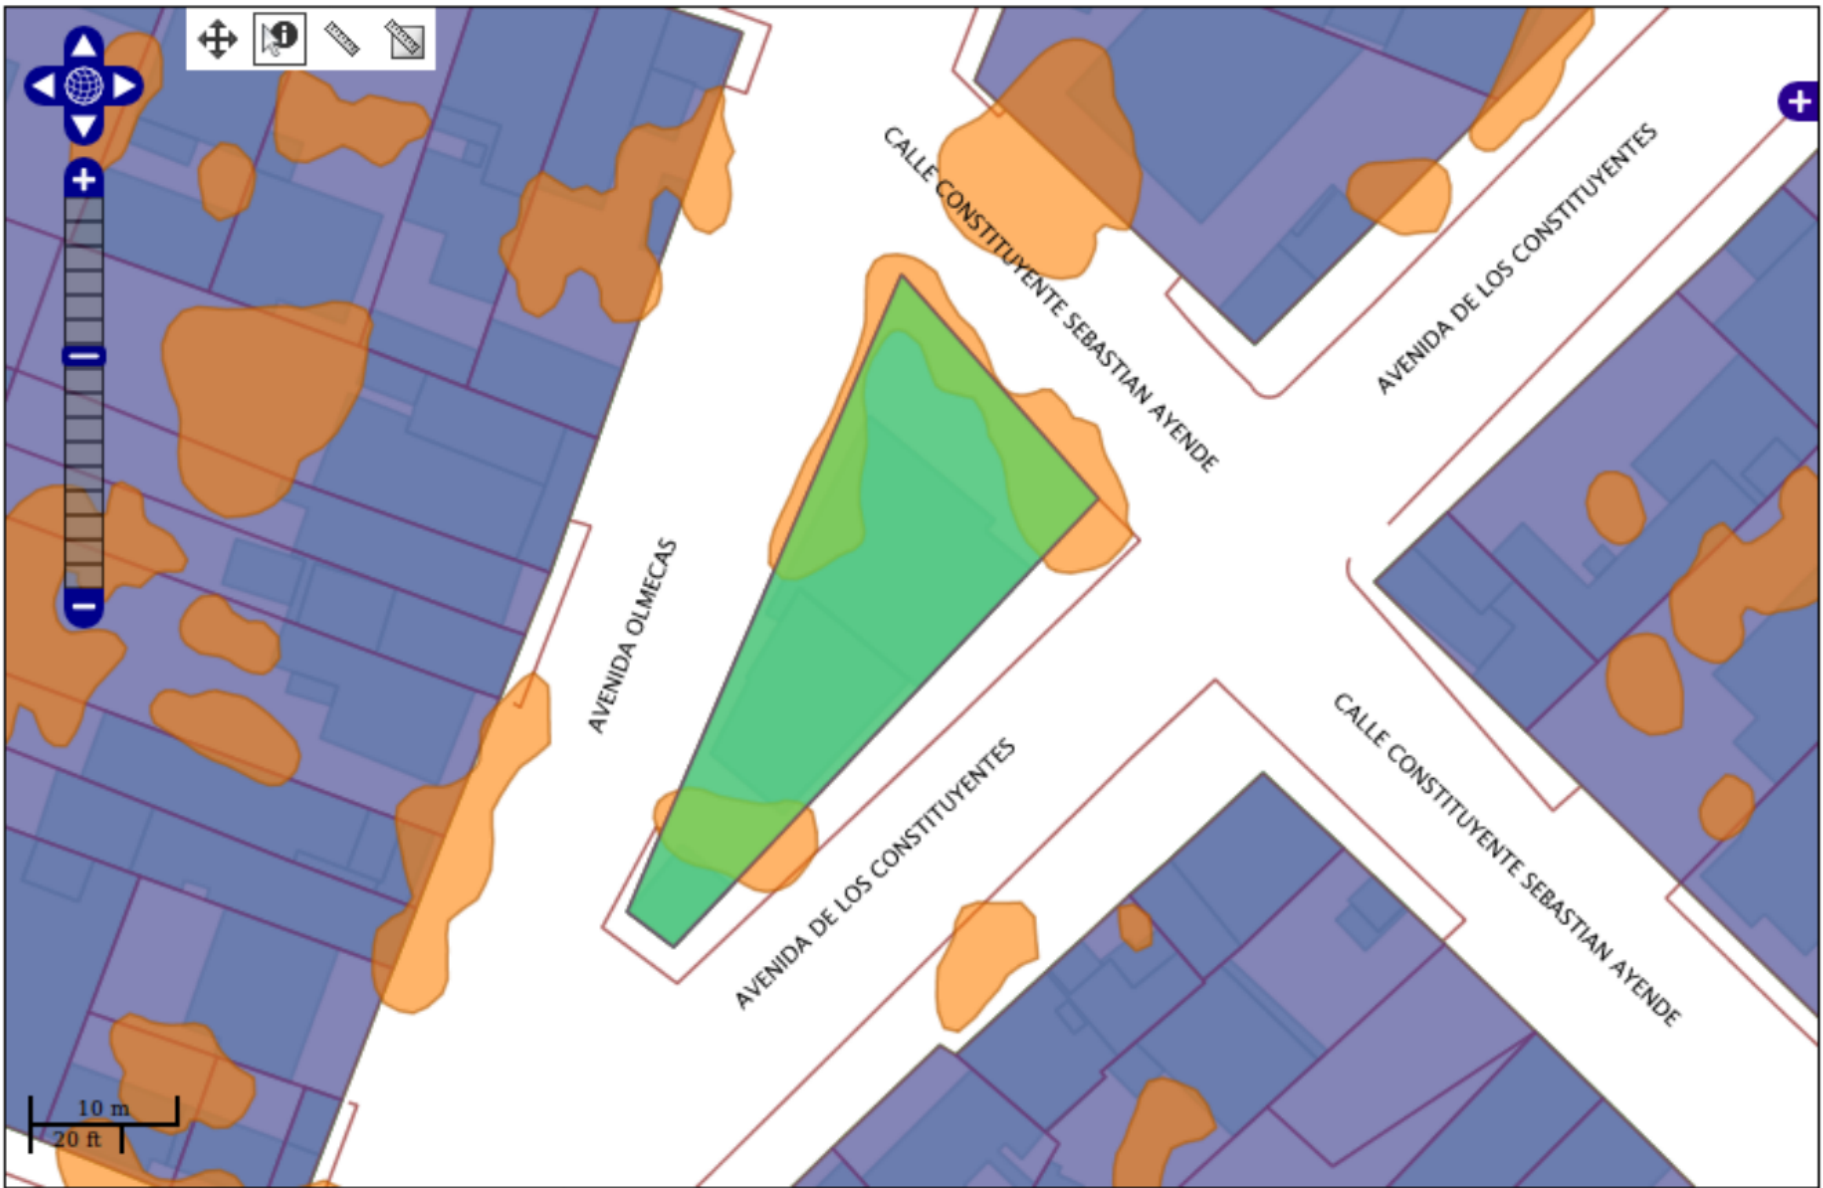 CALLE CONSTITUYENTE SEBASTIAN AYENDE
AVENIDA DE LOS CONSTITUYENTES
AVENIDA OLMECAS
AVENIDA DE LOS CONSTITUYENTES
CALLE CONSTITUYENTE SEBASTIAN AYENDE
10 m
20 ft